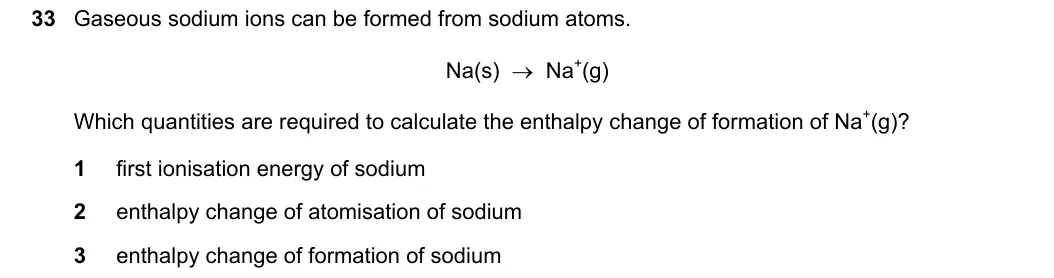 33 Gaseous sodium ions can be formed from sodium atoms.
Na(s) → Na⁺(g)
Which quantities are required to calculate the enthalpy change of formation of Na⁺(g)?
1 first ionisation energy of sodium
2 enthalpy change of atomisation of sodium
3 enthalpy change of formation of sodium